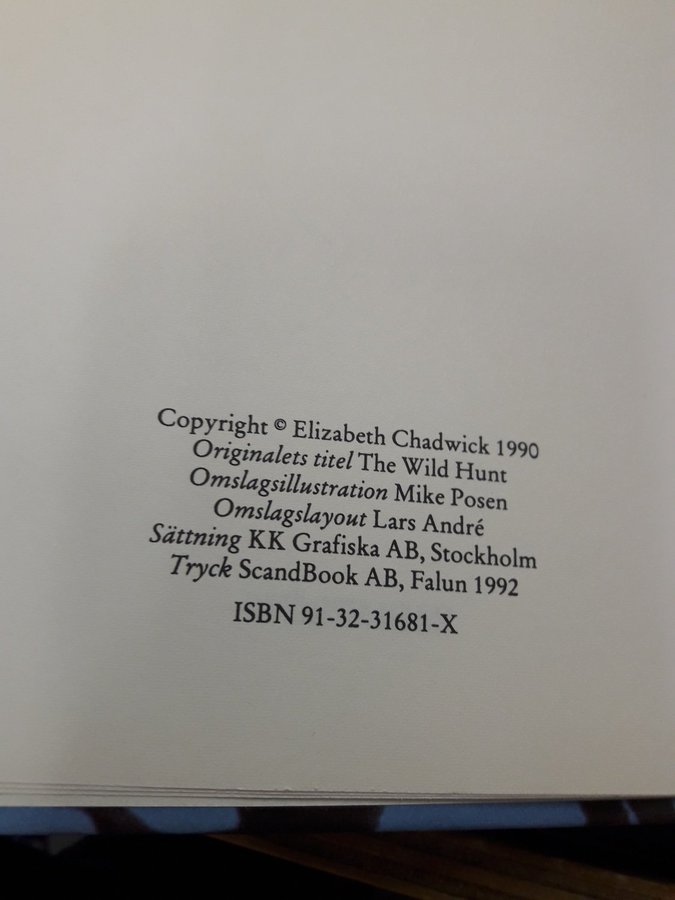 Copyright © Elizabeth Chadwick 1990
Originalets titel The Wild Hunt
Omslagsillustration Mike Posen
Omslagslayout Lars André
Sättning KK Grafiska AB, Stockholm
Tryck ScandBook AB, Falun 1992
ISBN 91-32-31681-X